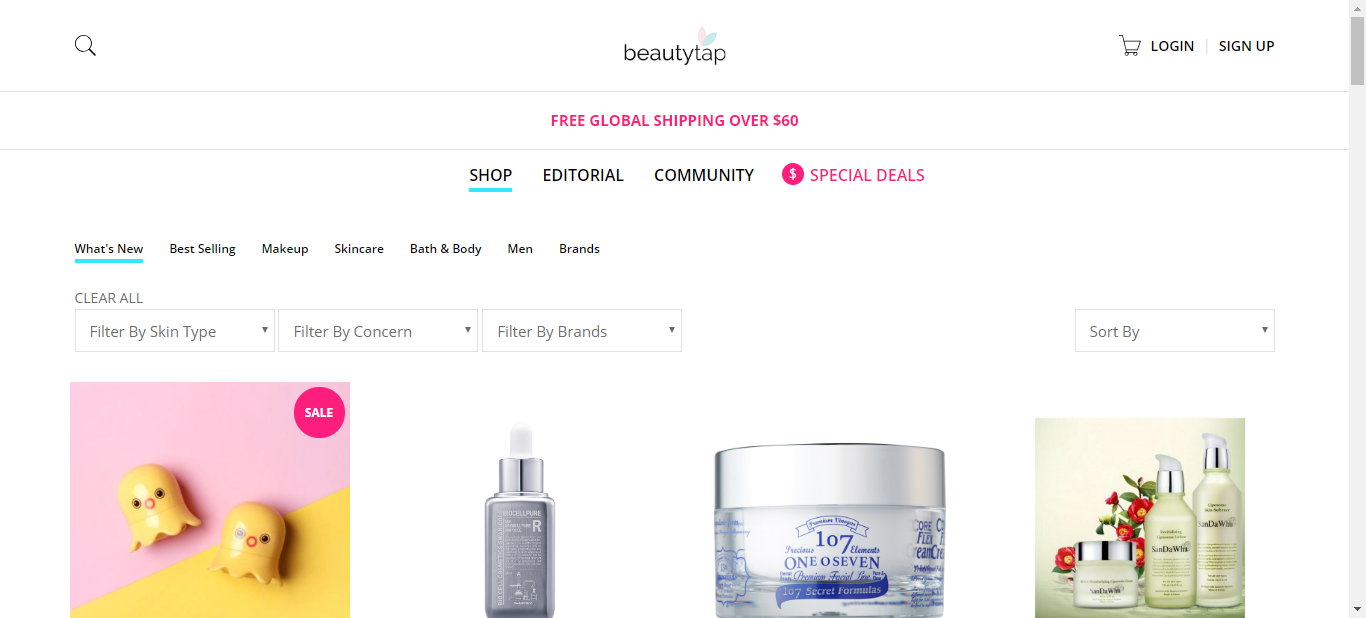 beautytap
LOGIN
SIGN UP
FREE GLOBAL SHIPPING OVER $60
SHOP
EDITORIAL
COMMUNITY
$ SPECIAL DEALS
What's New
Best Selling
Makeup
Skincare
Bath & Body
Men
Brands
CLEAR ALL
Filter By Skin Type
Filter By Concern
Filter By Brands
Sort By
SALE
BIOCELLPURE
R
Premium Vinegar
107
Precious Elements
ONE O SEVEN
Premium Facial Line
107 Secret Formulas
CORE
FLEX
SanDaWha
SanDaWha
SanDaWha